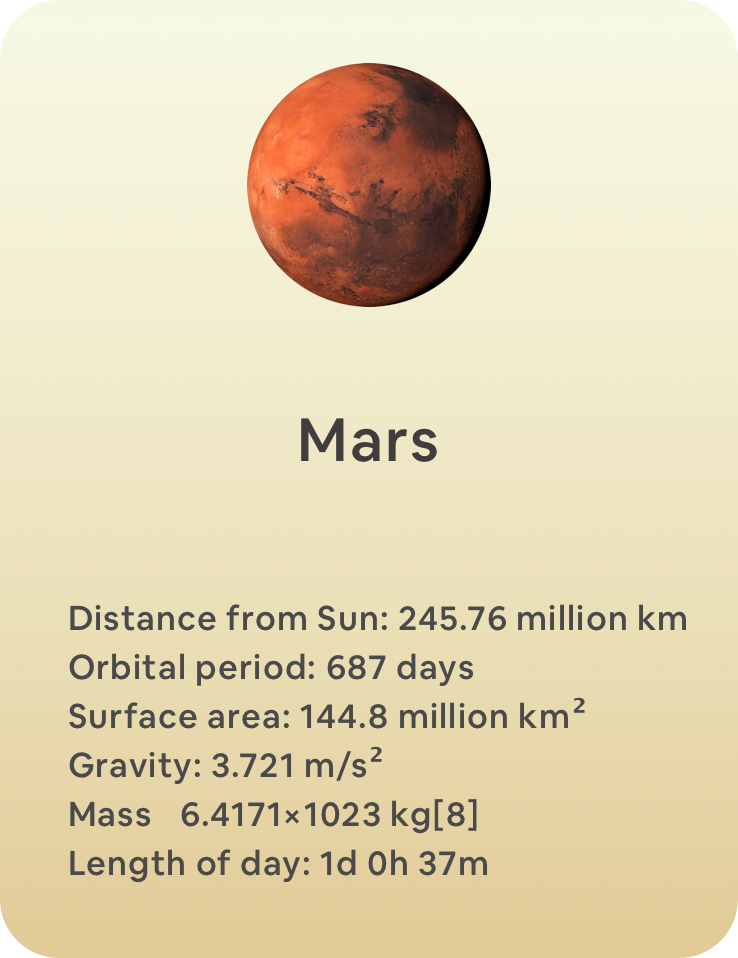 Mars
Distance from Sun: 245.76 million km
Orbital period: 687 days
Surface area: 144.8 million km²
Gravity: 3.721 m/s²
Mass   6.4171×1023 kg[8]
Length of day: 1d 0h 37m